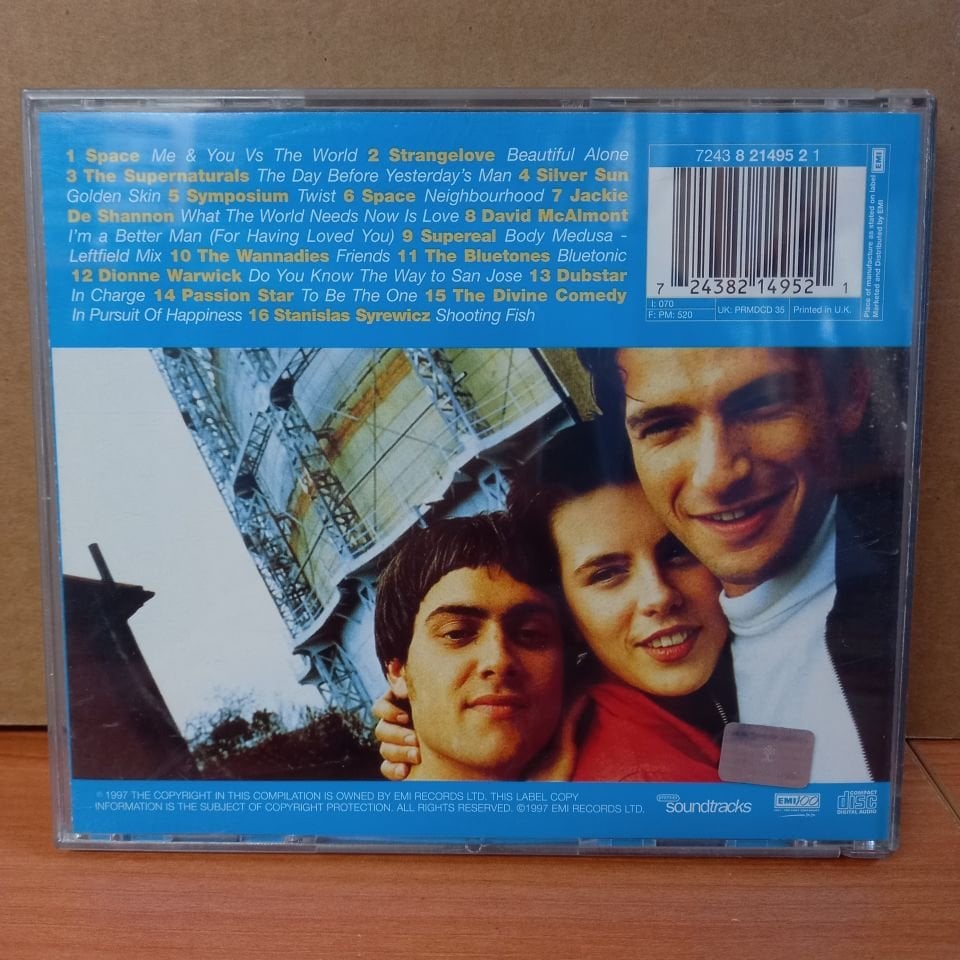 1 Space Me & You Vs The World 2 Strangelove Beautiful Alone
3 The Supernaturals The Day Before Yesterday's Man 4 Silver Sun
Golden Skin 5 Symposium Twist 6 Space Neighbourhood 7 Jackie
De Shannon What The World Needs Now Is Love 8 David McAlmont
I'm a Better Man (For Having Loved You) 9 Supereal Body Medusa -
Leftfield Mix 10 The Wannadies Friends 11 The Bluetones Bluetonic
12 Dionne Warwick Do You Know The Way to San Jose 13 Dubstar
In Charge 14 Passion Star To Be The One 15 The Divine Comedy
In Pursuit Of Happiness 16 Stanislas Syrewicz Shooting Fish
7243 8 21495 2 1
7 24382 14952 1
I: 070
F: PM: 520
UK: PRMDCD 35
Printed in U.K.
EMI
Place of manufacture as stated on label
Marketed and Distributed by EMI
℗ 1997 THE COPYRIGHT IN THIS COMPILATION IS OWNED BY EMI RECORDS LTD. THIS LABEL COPY
INFORMATION IS THE SUBJECT OF COPYRIGHT PROTECTION. ALL RIGHTS RESERVED. ©1997 EMI RECORDS LTD.
soundtracks
EMI 100
COMPACT
disc
DIGITAL AUDIO